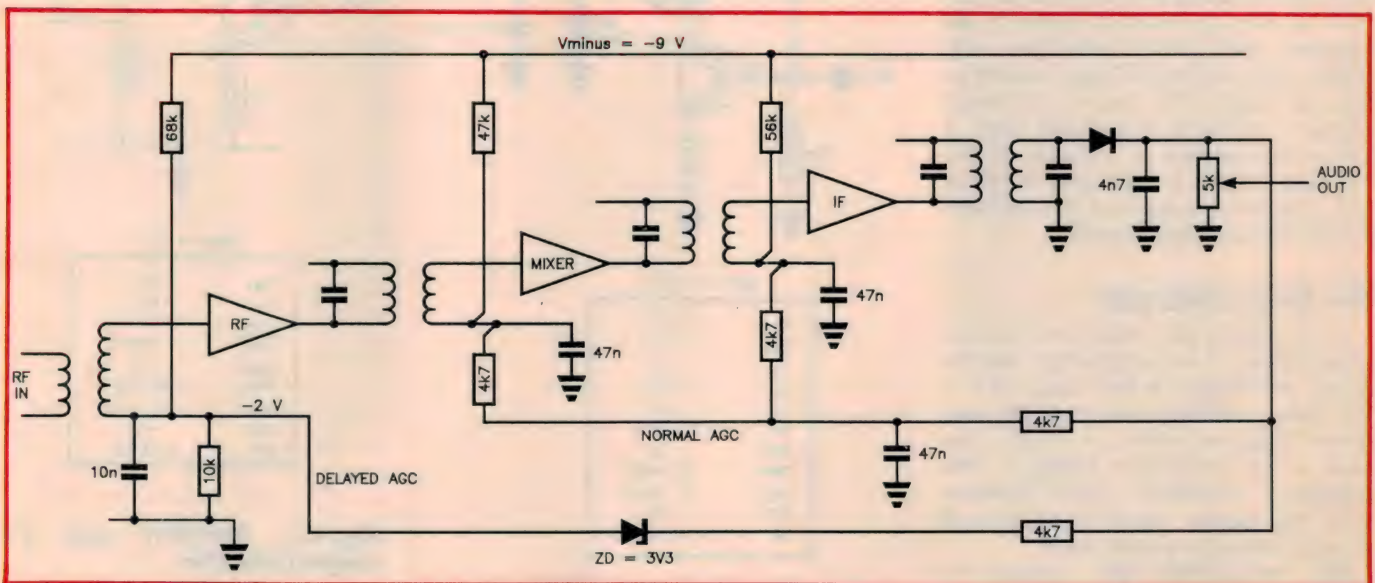 Vminus = -9 V
68k
47k
56k
4n7
5k
AUDIO
OUT
IF
MIXER
47n
RF
4k7
47n
4k7
RF
IN
-2 V
NORMAL AGC
4k7
47n
10n
10k
DELAYED AGC
4k7
ZD = 3V3